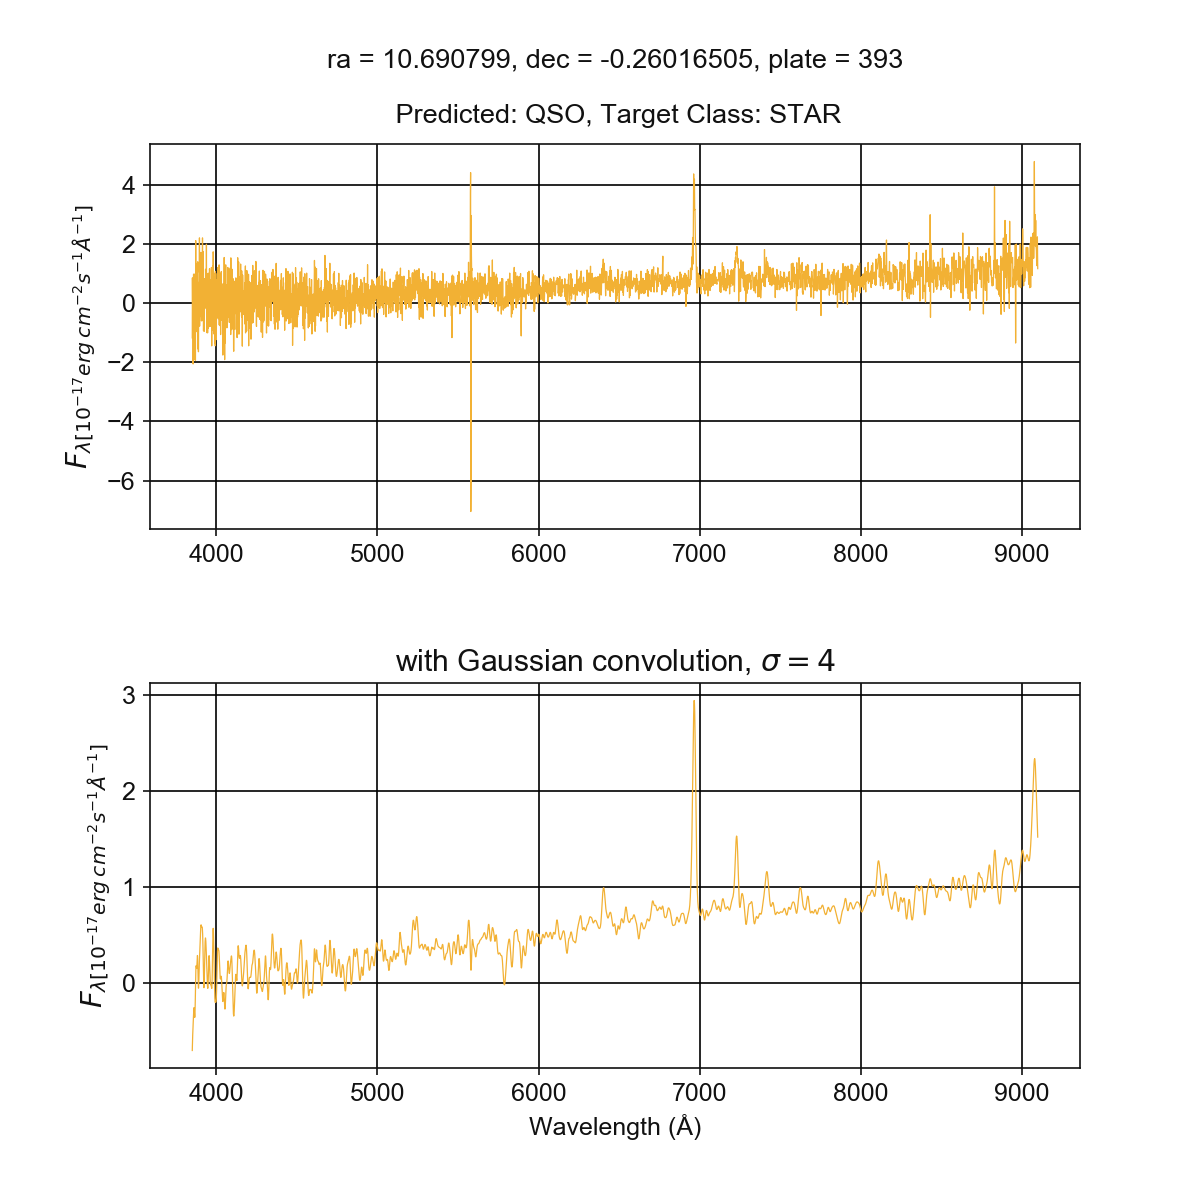 ra = 10.690799, dec = -0.26016505, plate = 393
Predicted: QSO, Target Class: STAR
4
2
0
−2
−4
−6
F_{λ[10^{−17}erg cm^{−2}s^{−1}Å^{−1}]}
4000 5000 6000 7000 8000 9000
with Gaussian convolution, σ = 4
3
2
1
0
F_{λ[10^{−17}erg cm^{−2}s^{−1}Å^{−1}]}
4000 5000 6000 7000 8000 9000
Wavelength (Å)